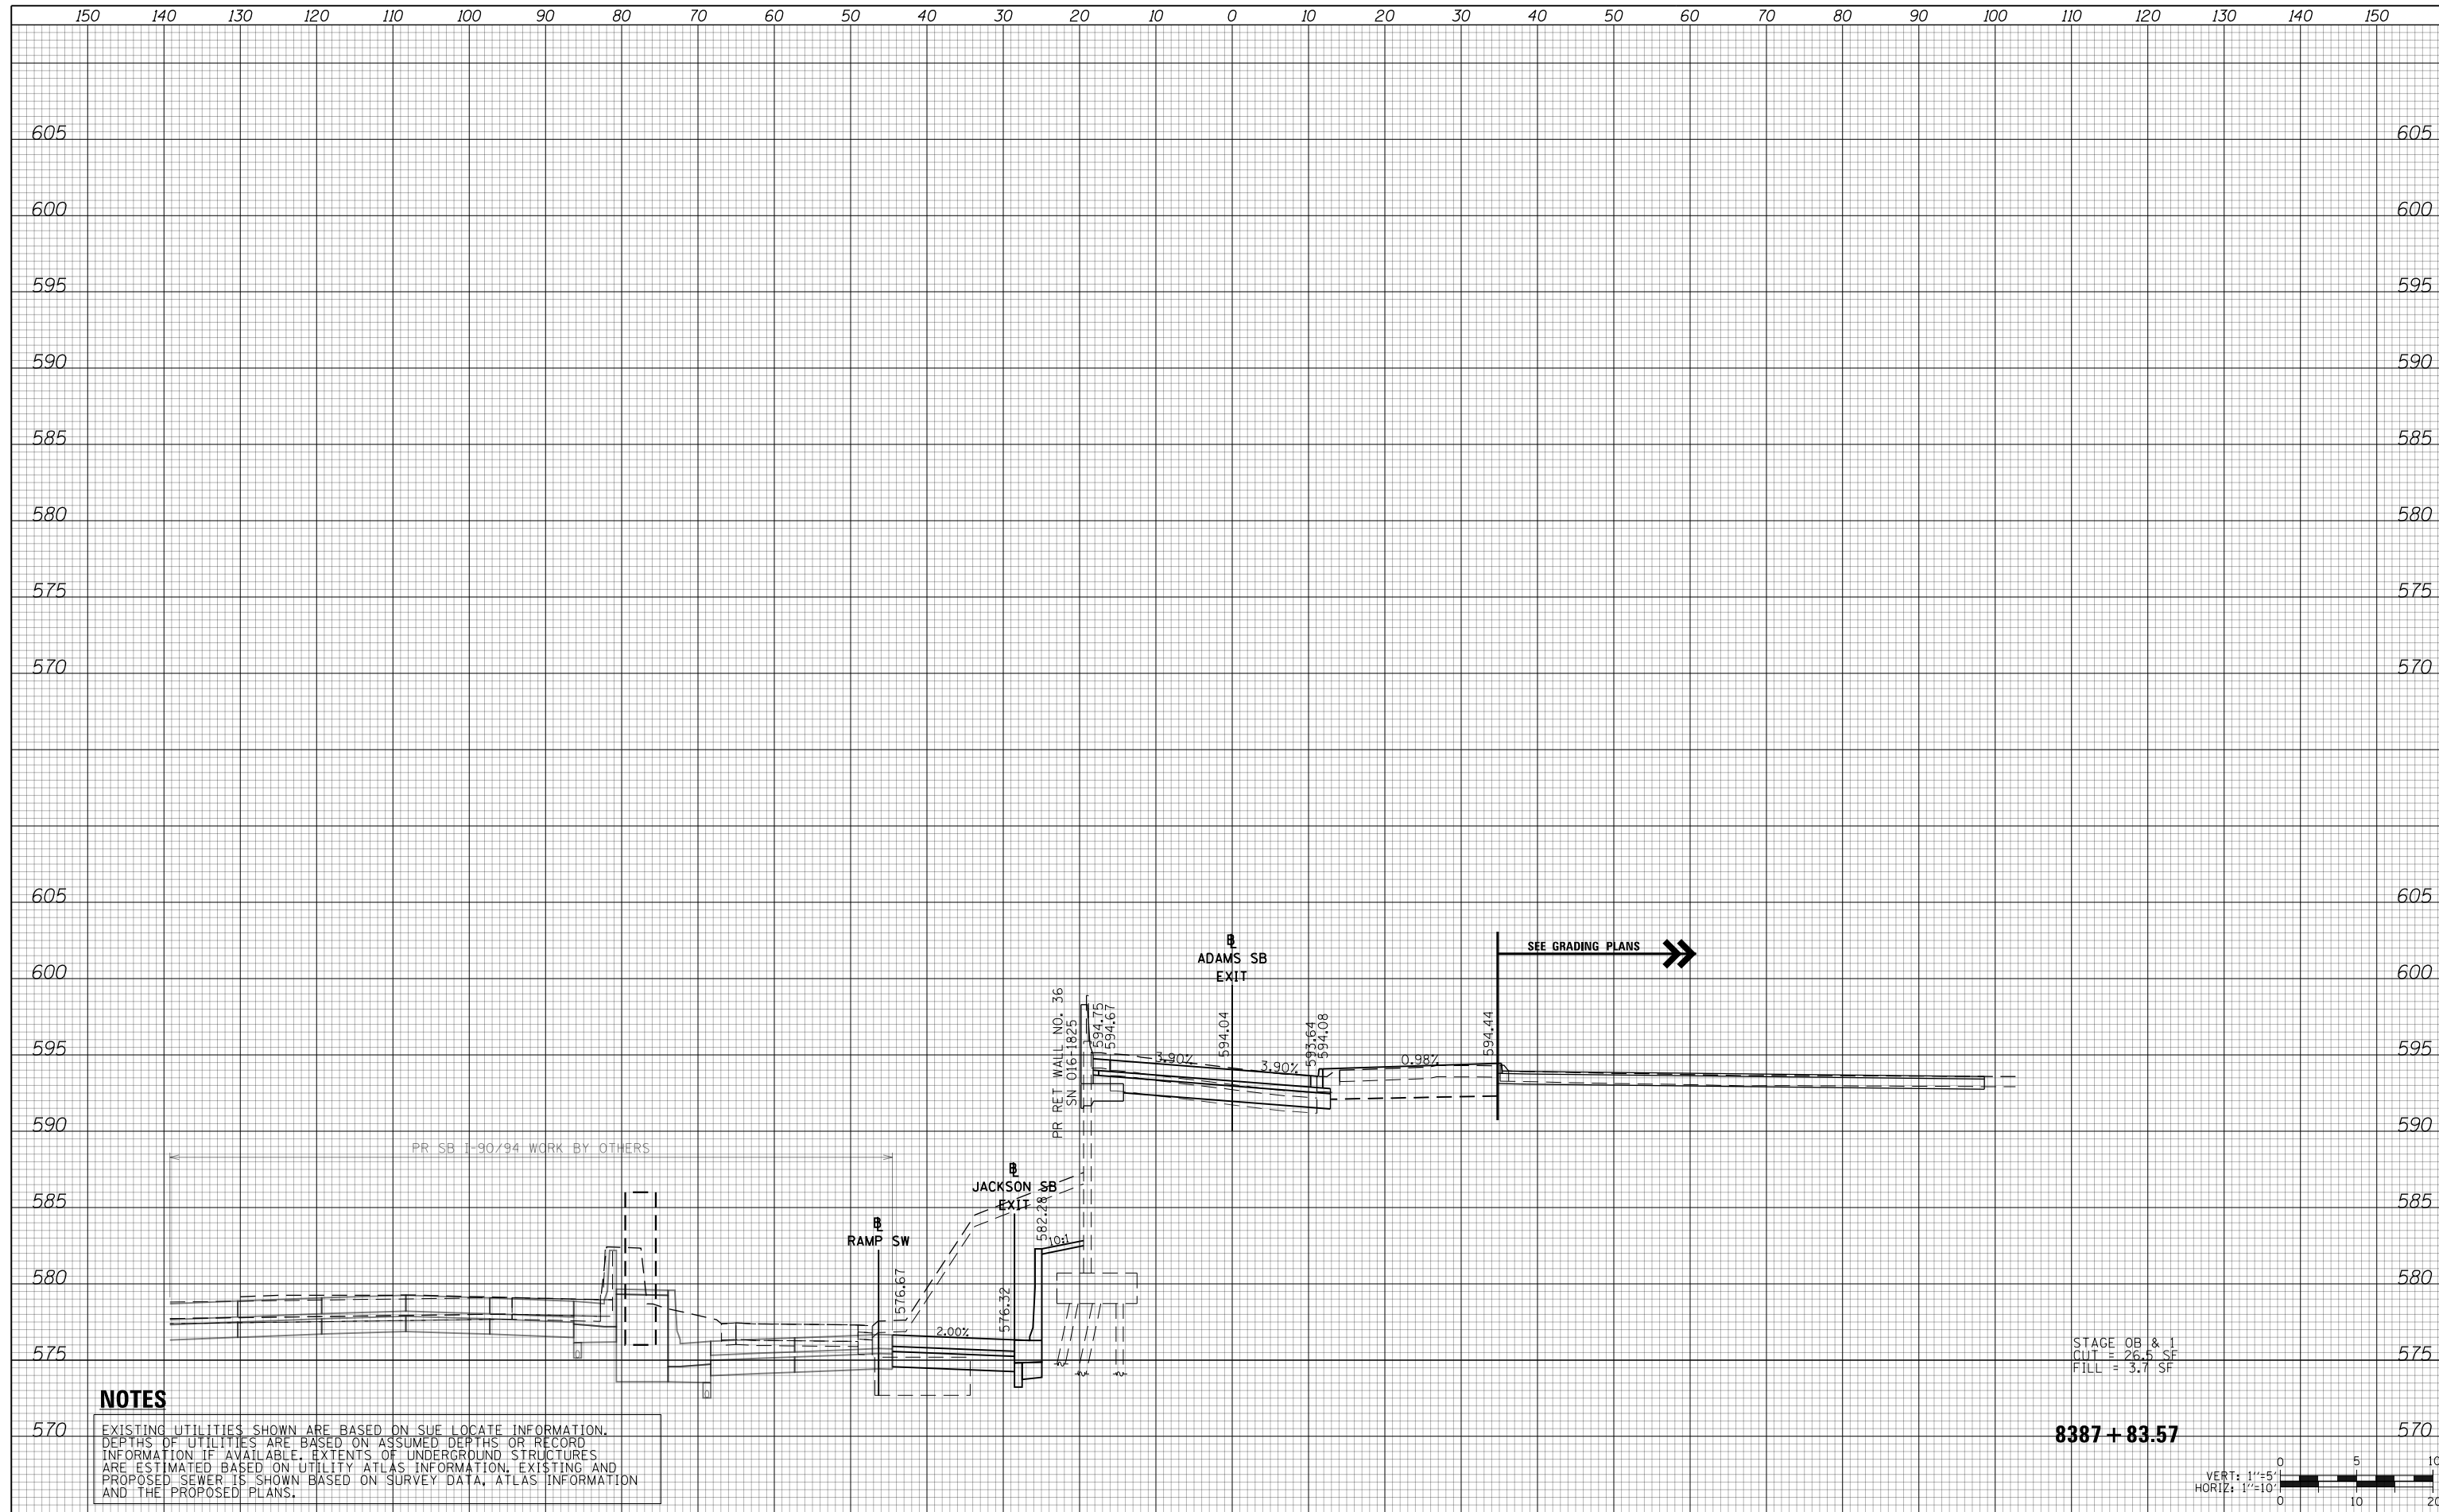 150 140 130 120 110 100 90 80 70 60 50 40 30 20 10 0 10 20 30 40 50 60 70 80 90 100 110 120 130 140 150
605 605
600 600
595 595
590 590
585 585
580 580
575 575
570 570
605 605
600 600
595 595
590 590
585 585
580 580
575 575
570 570
BL
ADAMS SB
EXIT
SEE GRADING PLANS
PR RET WALL NO. 36
SN 016-1825
594.75
594.67
3.90%
594.04
3.90%
593.64
594.08
0.98%
594.44
PR SB I-90/94 WORK BY OTHERS
BL
JACKSON SB
EXIT
582.28
10:1
BL
RAMP SW
576.67
2.00%
576.32
STAGE 0B & 1
CUT = 26.5 SF
FILL = 3.7 SF
8387+83.57
NOTES
EXISTING UTILITIES SHOWN ARE BASED ON SUE LOCATE INFORMATION.
DEPTHS OF UTILITIES ARE BASED ON ASSUMED DEPTHS OR RECORD
INFORMATION IF AVAILABLE. EXTENTS OF UNDERGROUND STRUCTURES
ARE ESTIMATED BASED ON UTILITY ATLAS INFORMATION. EXISTING AND
PROPOSED SEWER IS SHOWN BASED ON SURVEY DATA, ATLAS INFORMATION
AND THE PROPOSED PLANS.
0 5 10
VERT: 1"=5'
HORIZ: 1"=10'
0 10 20